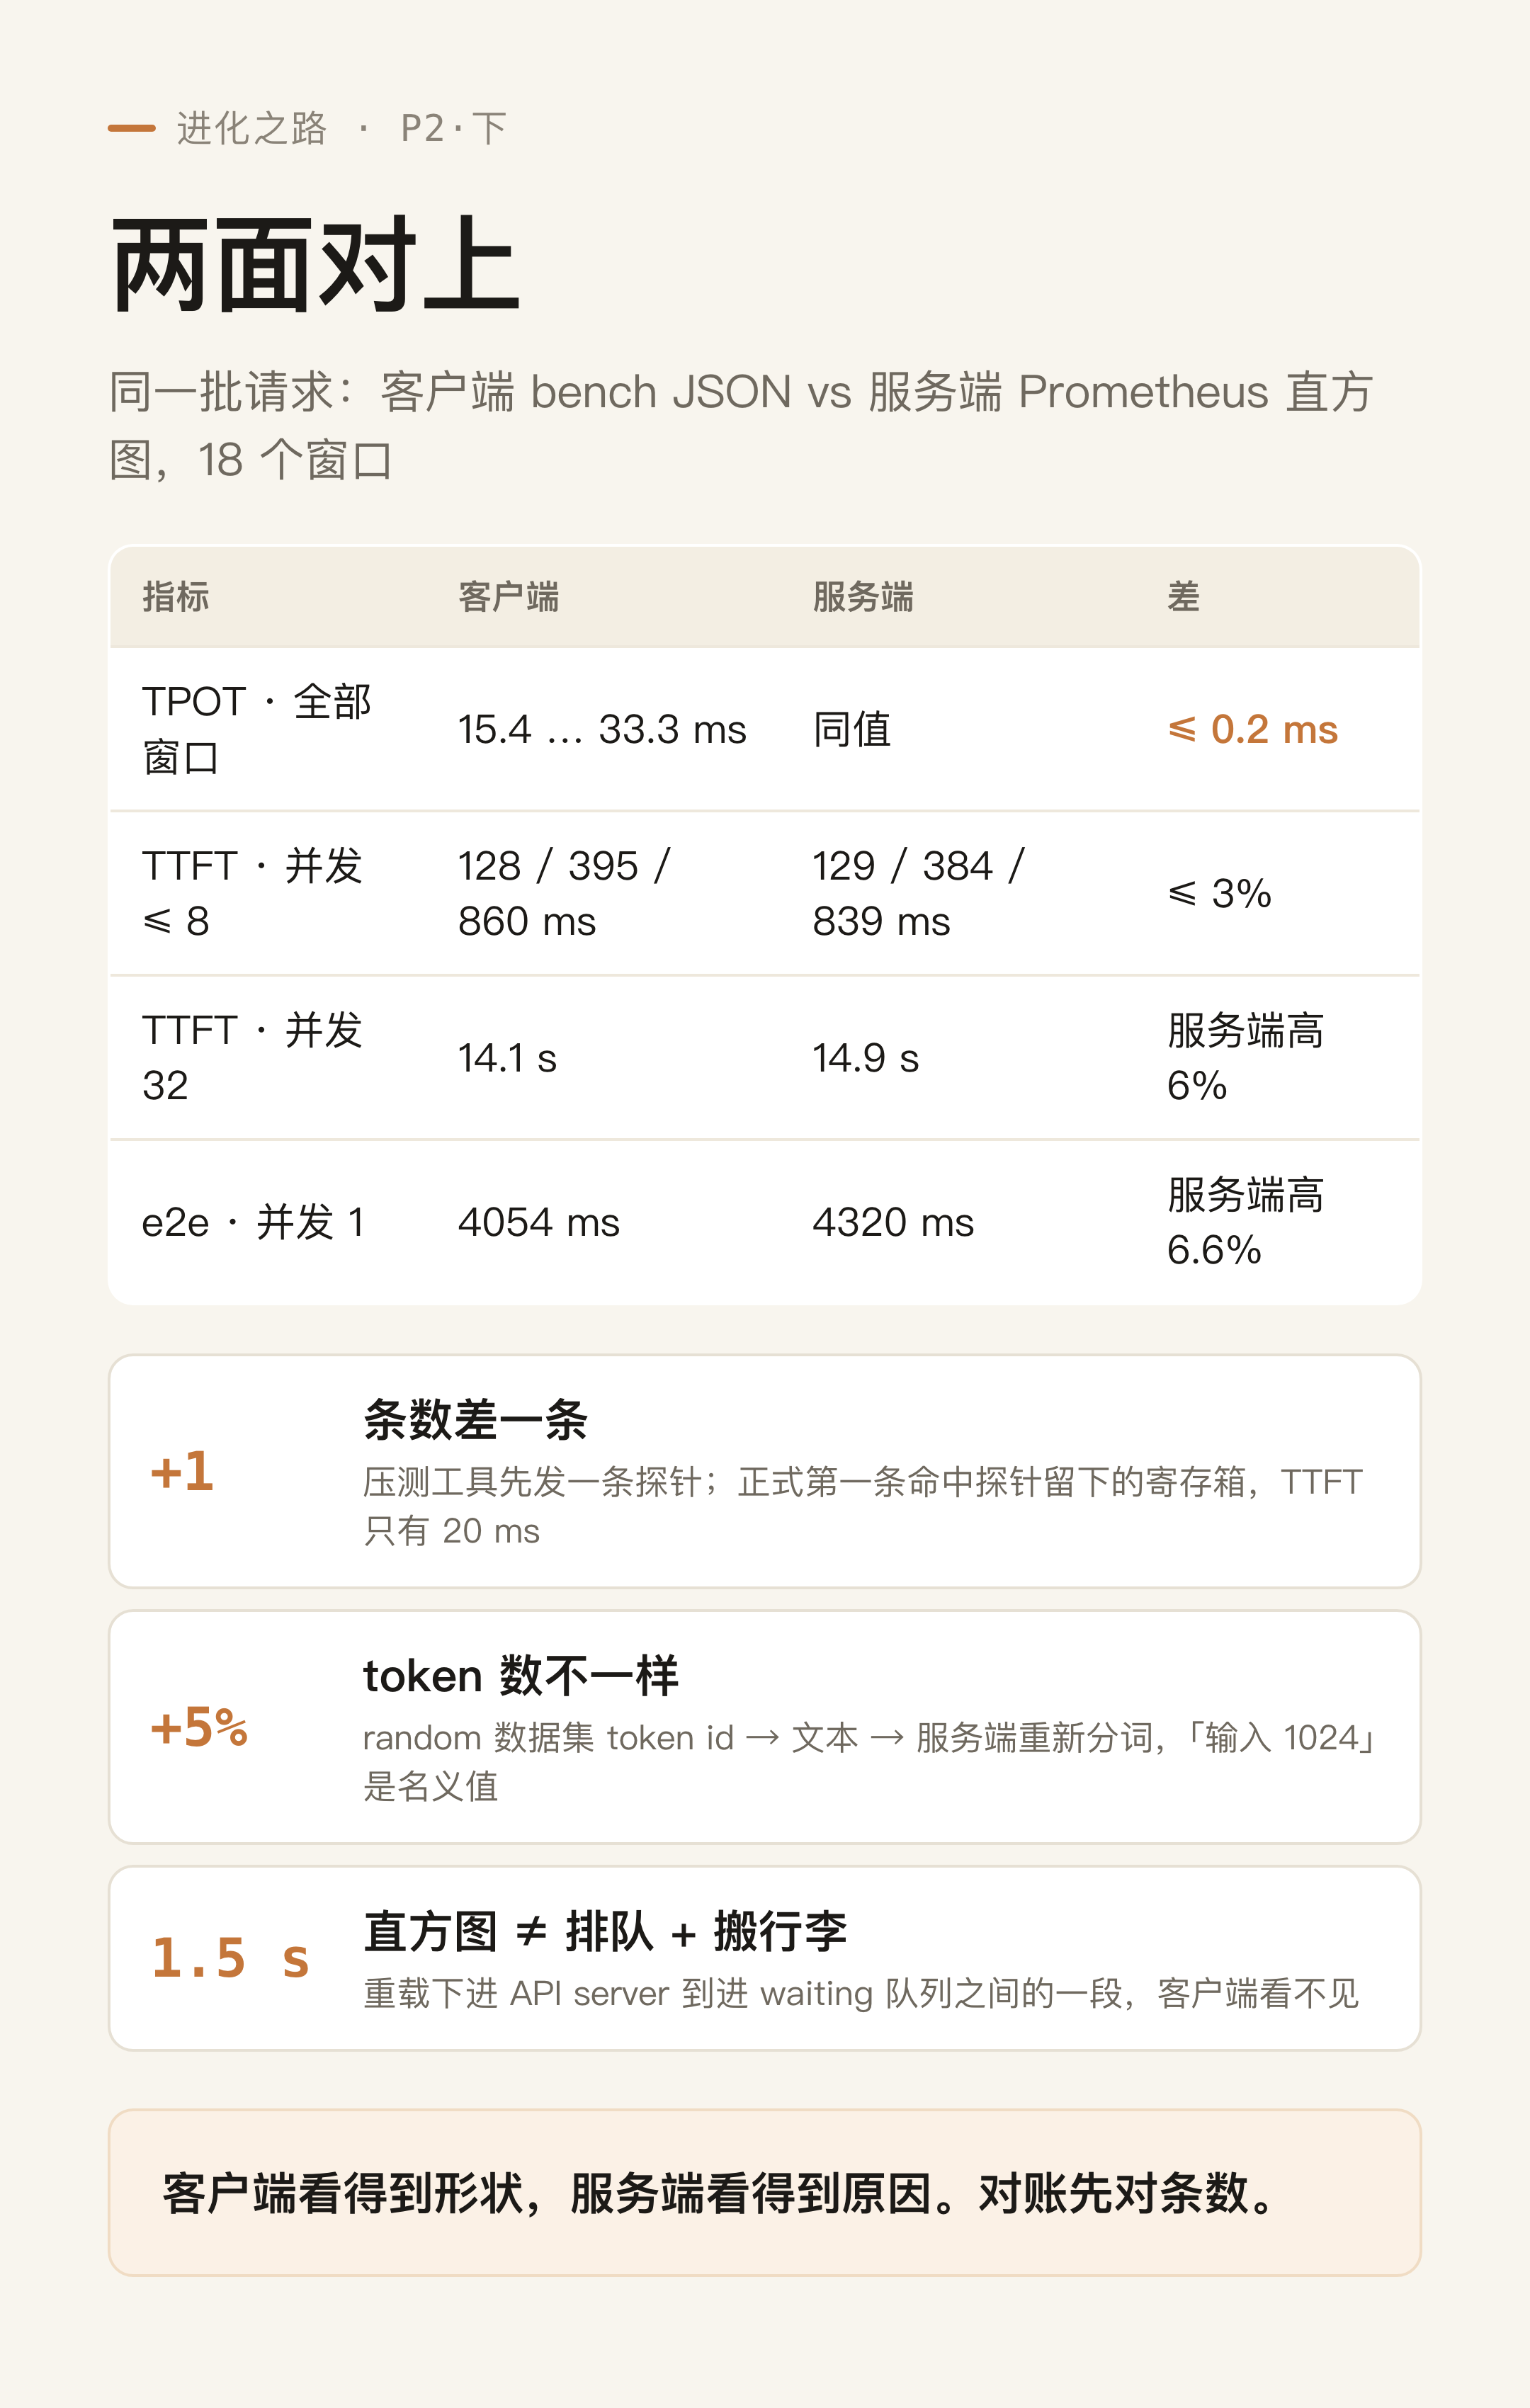 进化之路 · P2·下
两面对上
同一批请求：客户端 bench JSON vs 服务端 Prometheus 直方
图，18 个窗口
指标 客户端 服务端 差
TPOT · 全部
窗口
15.4 … 33.3 ms
同值
≤ 0.2 ms
TTFT · 并发
≤ 8
128 / 395 /
860 ms
129 / 384 /
839 ms
≤ 3%
TTFT · 并发
32
14.1 s
14.9 s
服务端高
6%
e2e · 并发 1
4054 ms
4320 ms
服务端高
6.6%
+1
条数差一条
压测工具先发一条探针；正式第一条命中探针留下的寄存箱，TTFT
只有 20 ms
+5%
token 数不一样
random 数据集 token id → 文本 → 服务端重新分词，「输入 1024」
是名义值
1.5 s
直方图 ≠ 排队 + 搬行李
重载下进 API server 到进 waiting 队列之间的一段，客户端看不见
客户端看得到形状，服务端看得到原因。对账先对条数。